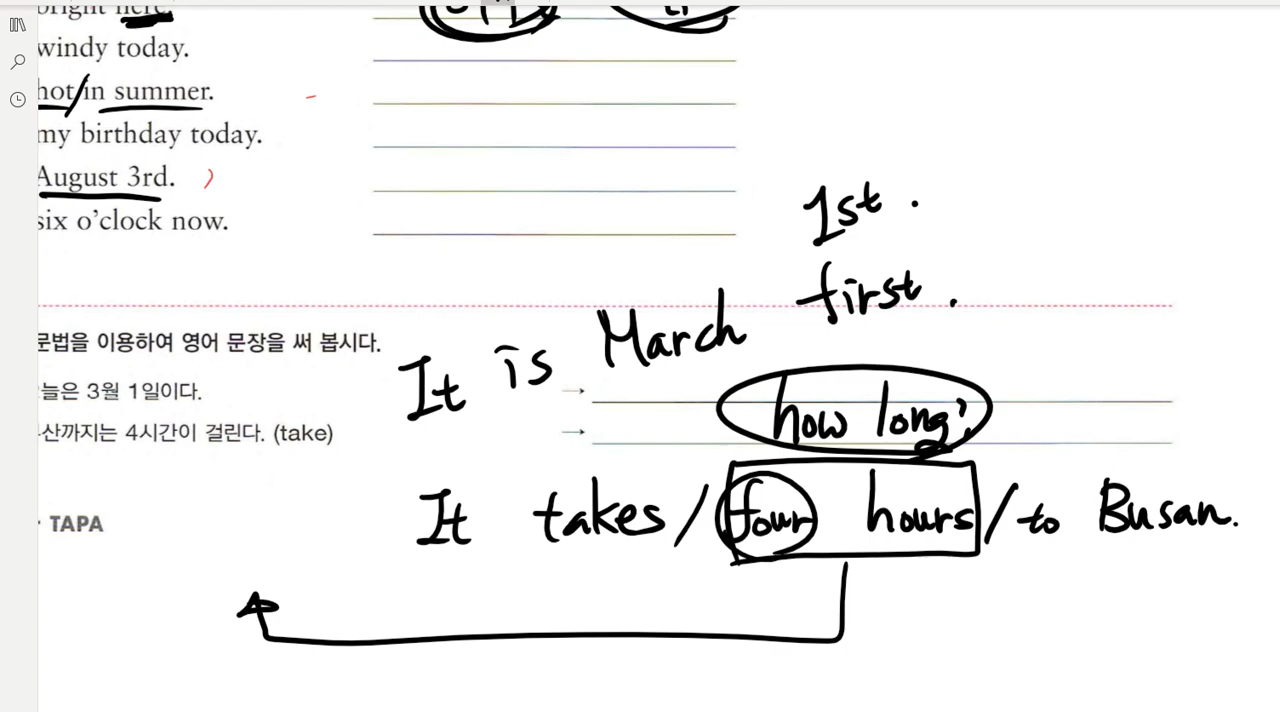 bright here.
windy today.
hot/in summer.
my birthday today.
August 3rd.
six o'clock now.
1st.
first.
It is March
문법을 이용하여 영어 문장을 써 봅시다.
늘은 3월 1일이다. →
how long?
산까지는 4시간이 걸린다. (take) →
It takes / four hours / to Busan.
TAPA